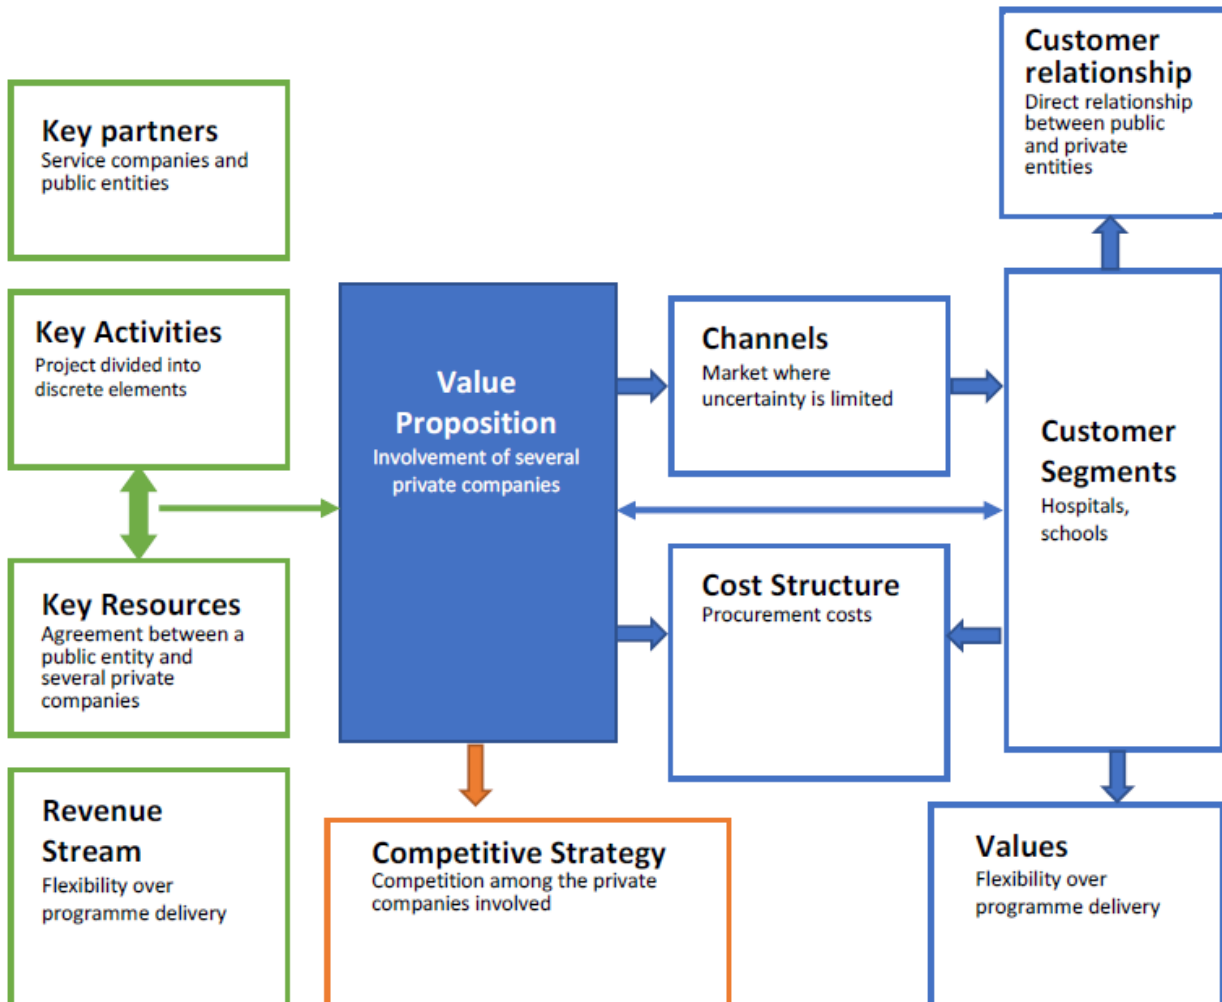 Key partners
Service companies and
public entities
Key Activities
Project divided into
discrete elements
Key Resources
Agreement between a
public entity and
several private
companies
Revenue
Stream
Flexibility over
programme delivery
Value
Proposition
Involvement of several
private companies
Competitive Strategy
Competition among the private
companies involved
Channels
Market where
uncertainty is limited
Cost Structure
Procurement costs
Customer
relationship
Direct relationship
between public
and private
entities
Customer
Segments
Hospitals,
schools
Values
Flexibility over
programme delivery